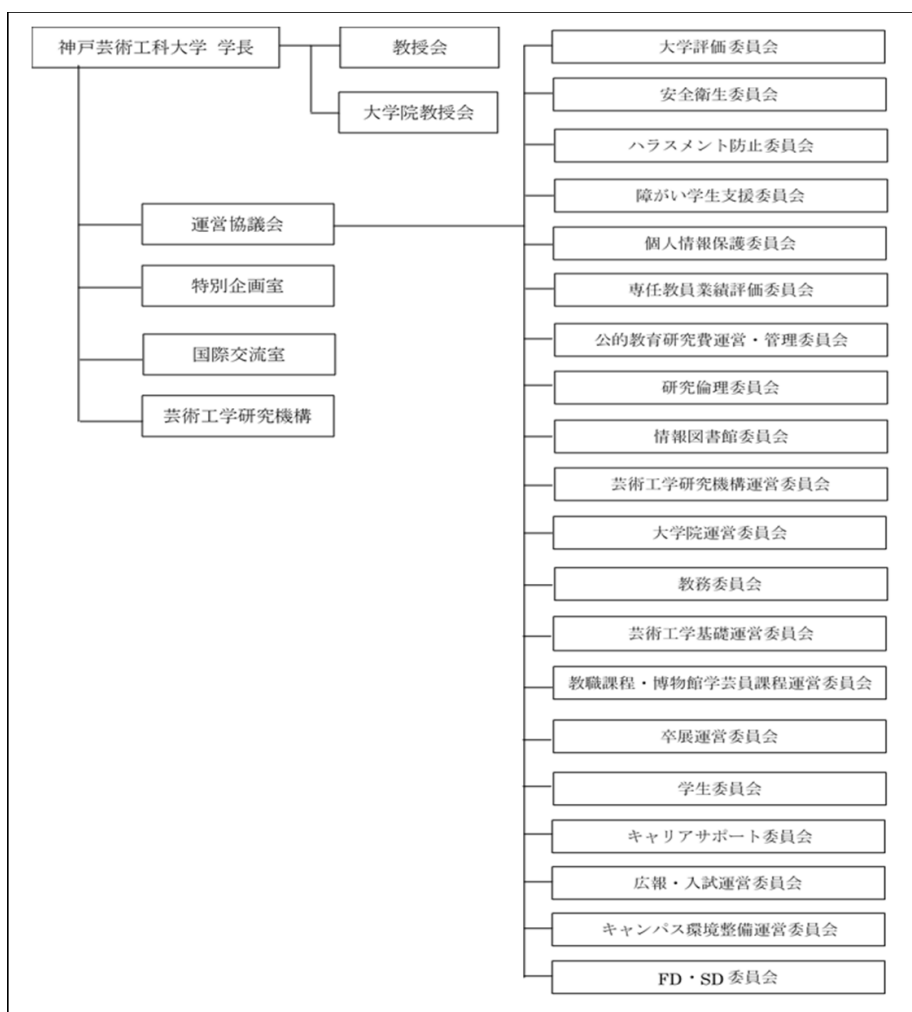 神戸芸術工科大学 学長
教授会
大学院教授会
運営協議会
特別企画室
国際交流室
芸術工学研究機構
大学評価委員会
安全衛生委員会
ハラスメント防止委員会
障がい学生支援委員会
個人情報保護委員会
専任教員業績評価委員会
公的教育研究費運営・管理委員会
研究倫理委員会
情報図書館委員会
芸術工学研究機構運営委員会
大学院運営委員会
教務委員会
芸術工学基礎運営委員会
教職課程・博物館学芸員課程運営委員会
卒展運営委員会
学生委員会
キャリアサポート委員会
広報・入試運営委員会
キャンパス環境整備運営委員会
FD・SD 委員会